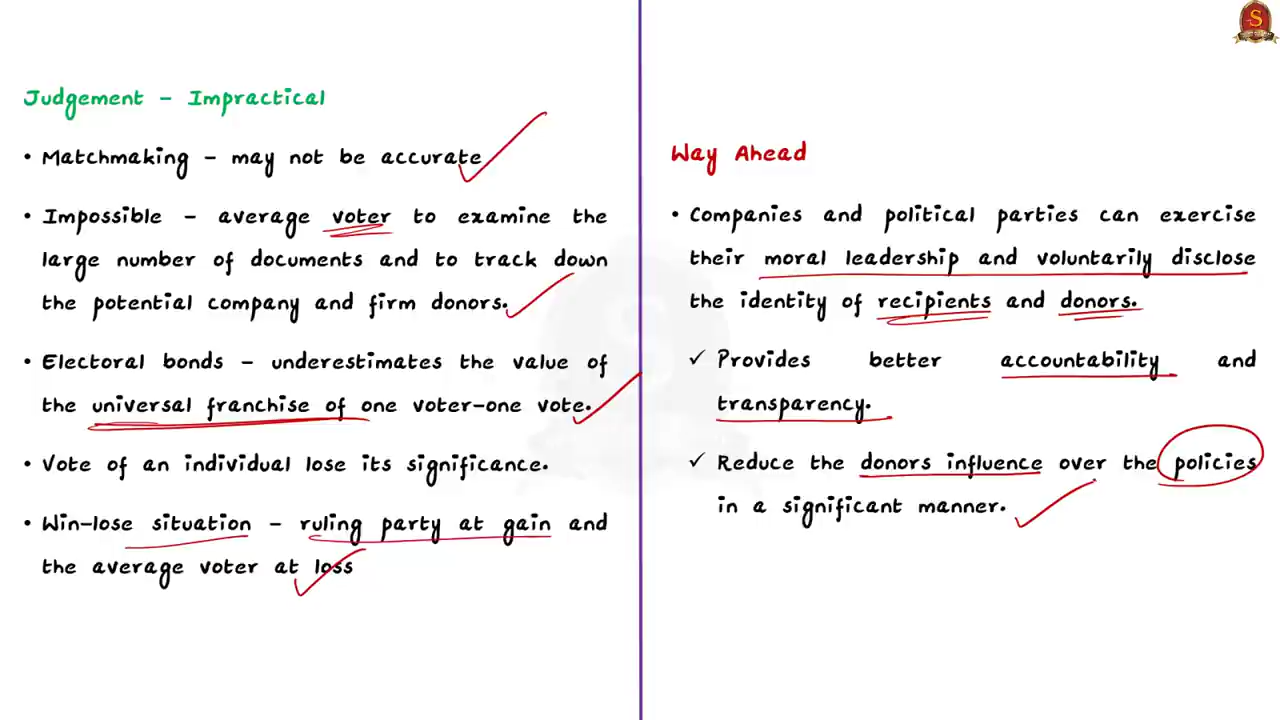 Judgement – Impractical
• Matchmaking – may not be accurate
• Impossible – average voter to examine the
large number of documents and to track down
the potential company and firm donors.
• Electoral bonds – underestimates the value of
the universal franchise of one voter-one vote.
• Vote of an individual lose its significance.
• Win-lose situation – ruling party at gain and
the average voter at loss
Way Ahead
• Companies and political parties can exercise
their moral leadership and voluntarily disclose
the identity of recipients and donors.
✓ Provides better accountability and
transparency.
✓ Reduce the donors influence over the policies
in a significant manner.
S